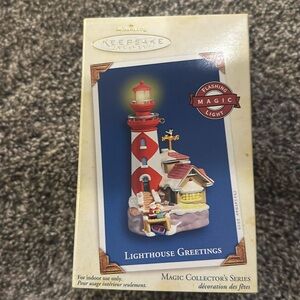 Hallmark
KEEPSAKE
ORNAMENT
FLASHING
MAGIC
LIGHT
LIGHTHOUSE GREETINGS
For indoor use only.
Pour usage intérieur seulement.
MAGIC COLLECTOR'S SERIES
décoration des fêtes